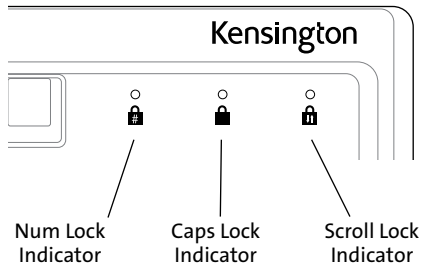 Kensington
#
Num Lock
Indicator
Caps Lock
Indicator
Scroll Lock
Indicator